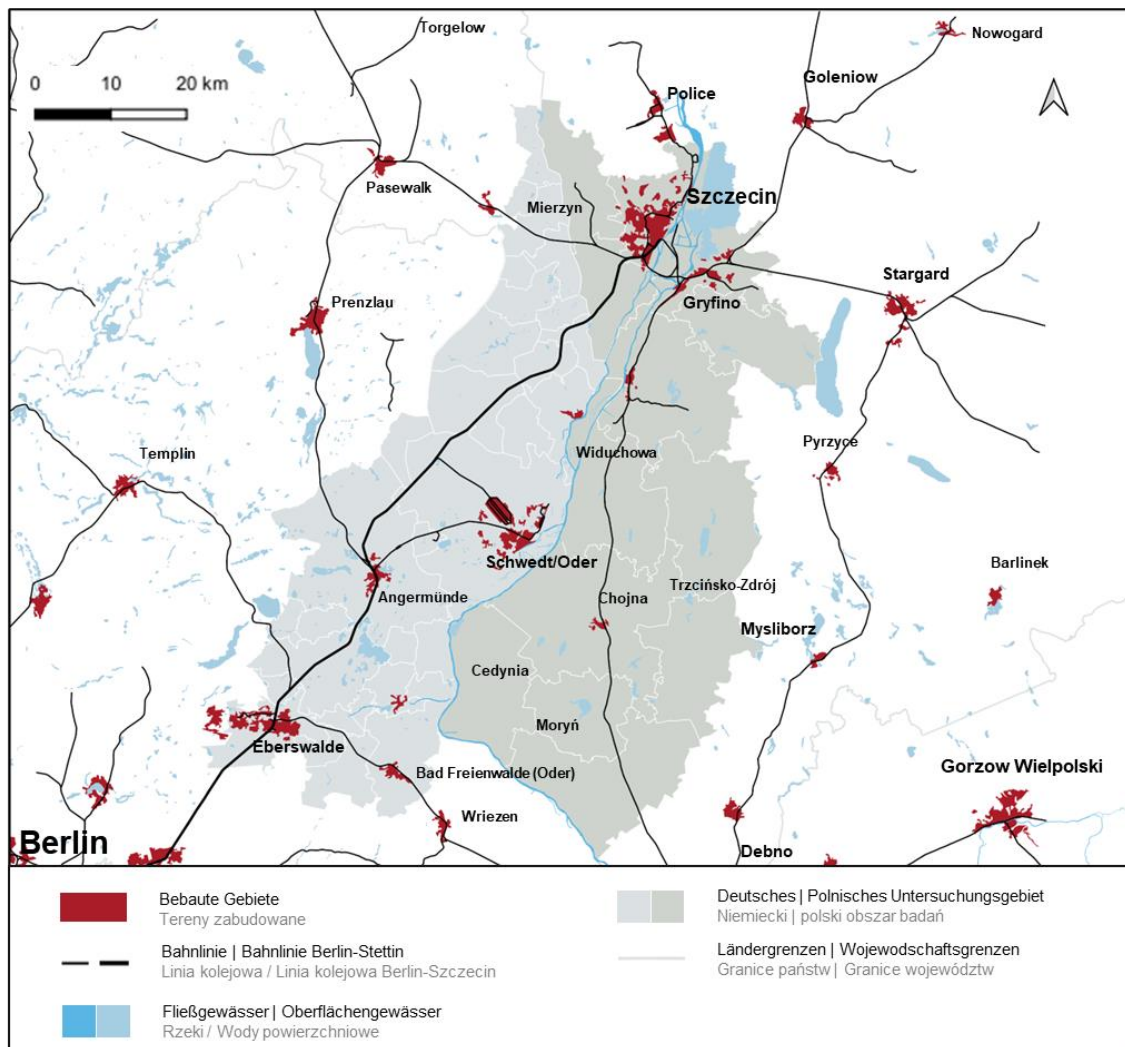 Torgelow
Nowogard
0 10 20 km
Goleniow
Police
Pasewalk
Szczecin
Mierzyn
Stargard
Prenzlau
Gryfino
Pyrzyce
Templin
Widuchowa
Schwedt/Oder
Barlinek
Trzcińsko-Zdrój
Angermünde
Chojna
Mysliborz
Cedynia
Moryń
Eberswalde
Gorzow Wielpolski
Bad Freienwalde (Oder)
Wriezen
Berlin
Debno
Bebaute Gebiete
Tereny zabudowane
Bahnlinie | Bahnlinie Berlin-Stettin
Linia kolejowa / Linia kolejowa Berlin-Szczecin
Fließgewässer | Oberflächengewässer
Rzeki / Wody powierzchniowe
Deutsches | Polnisches Untersuchungsgebiet
Niemiecki | polski obszar badań
Ländergrenzen | Wojewodschaftsgrenzen
Granice państw | Granice województw